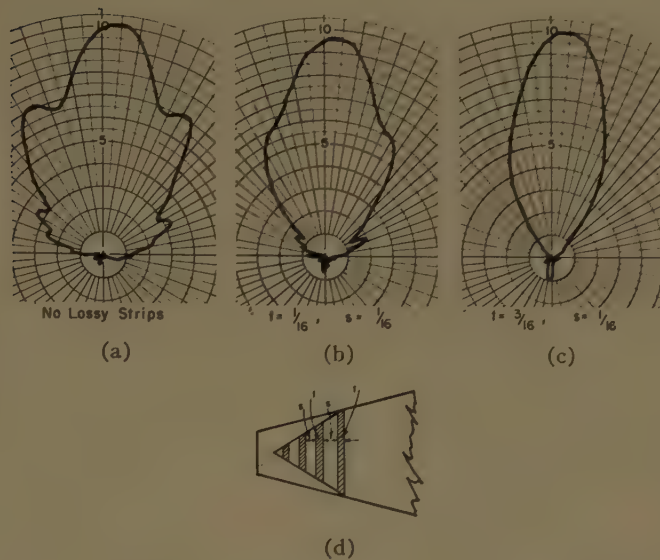 10 10 10
5 5 5
No Lossy Strips t = 1/16, s = 1/16 t = 3/16, s = 1/16
(a) (b) (c)
s t s t
t s
(d)